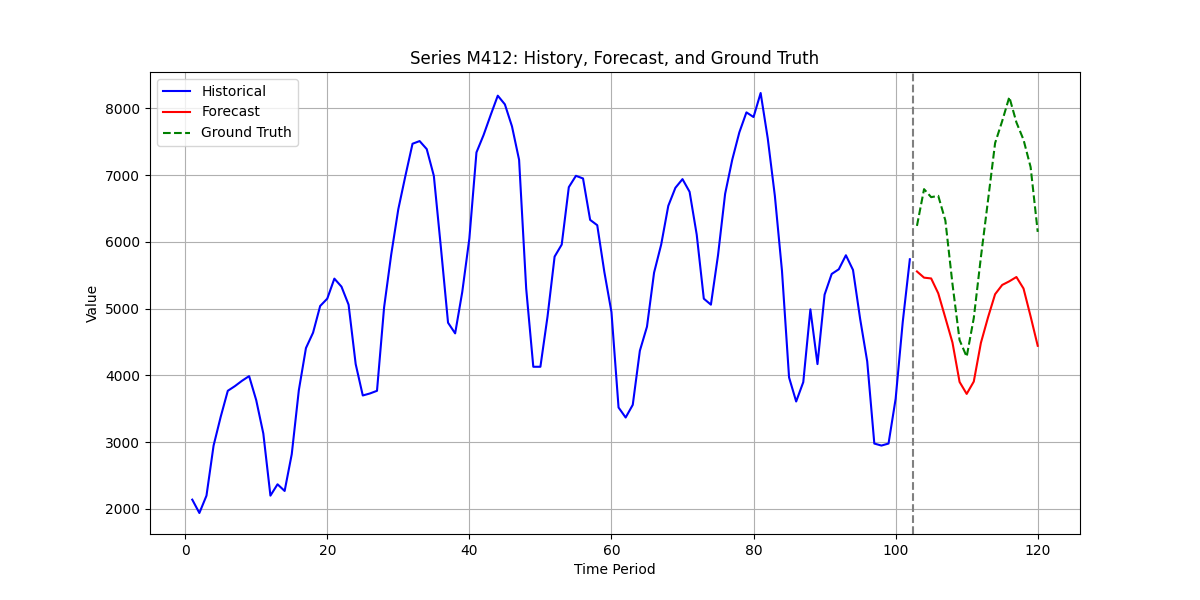 Series M412: History, Forecast, and Ground Truth
Historical
Forecast
Ground Truth
8000
7000
6000
5000
4000
3000
2000
Value
0 20 40 60 80 100 120
Time Period